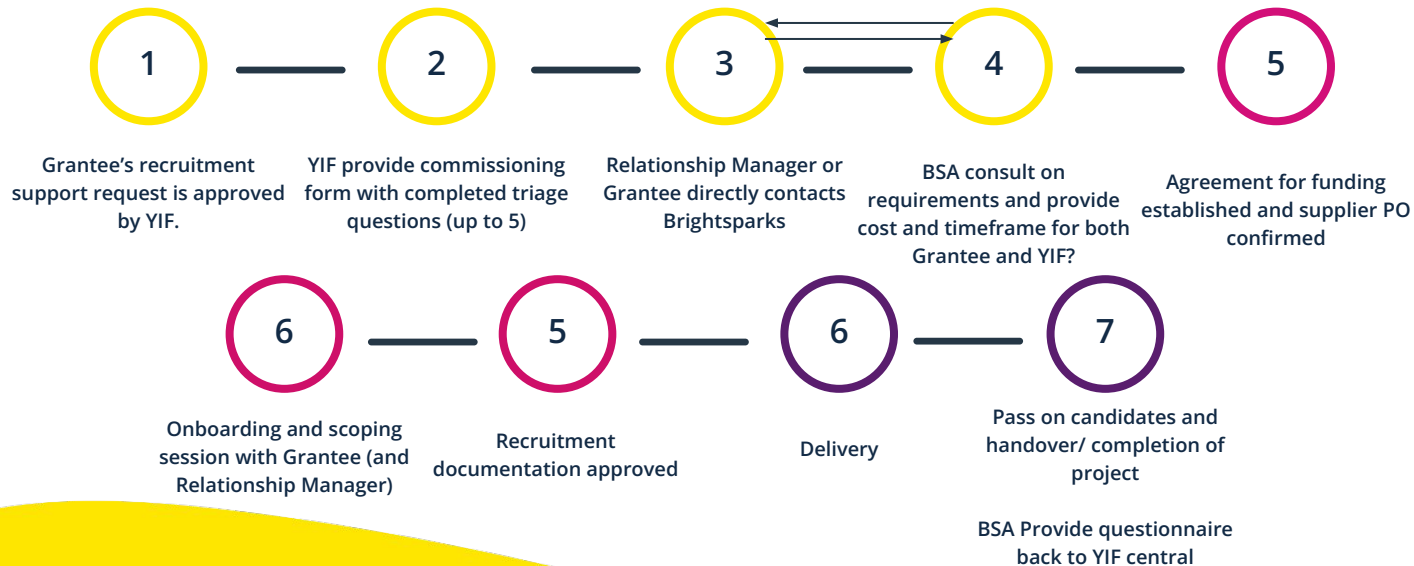 1
2
3
4
5
Grantee's recruitment
support request is approved
by YIF.
YIF provide commissioning
form with completed triage
questions (up to 5)
Relationship Manager or
Grantee directly contacts
Brightsparks
BSA consult on
requirements and provide
cost and timeframe for both
Grantee and YIF?
Agreement for funding
established and supplier PO
confirmed
6
5
6
7
Onboarding and scoping
session with Grantee (and
Relationship Manager)
Recruitment
documentation approved
Delivery
Pass on candidates and
handover/ completion of
project
BSA Provide questionnaire
back to YIF central